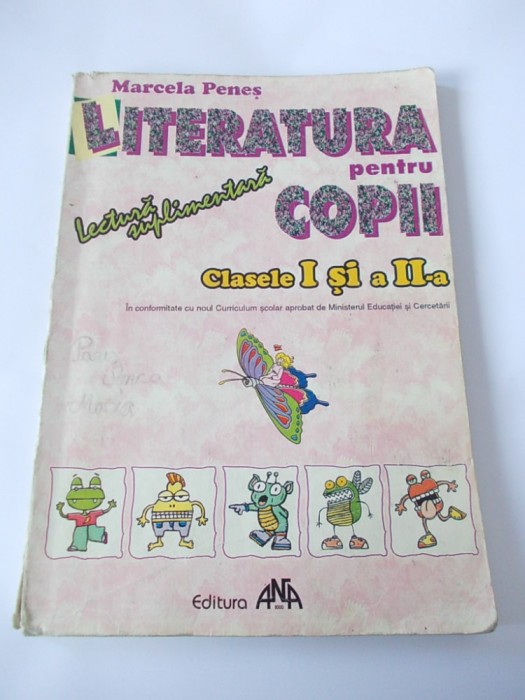 Marcela Peneș
LITERATURA
pentru
COPII
Lectură
suplimentară
Clasele I și a II-a
În conformitate cu noul Curriculum școlar aprobat de Ministerul Educației și Cercetării
Maria
Editura ANA